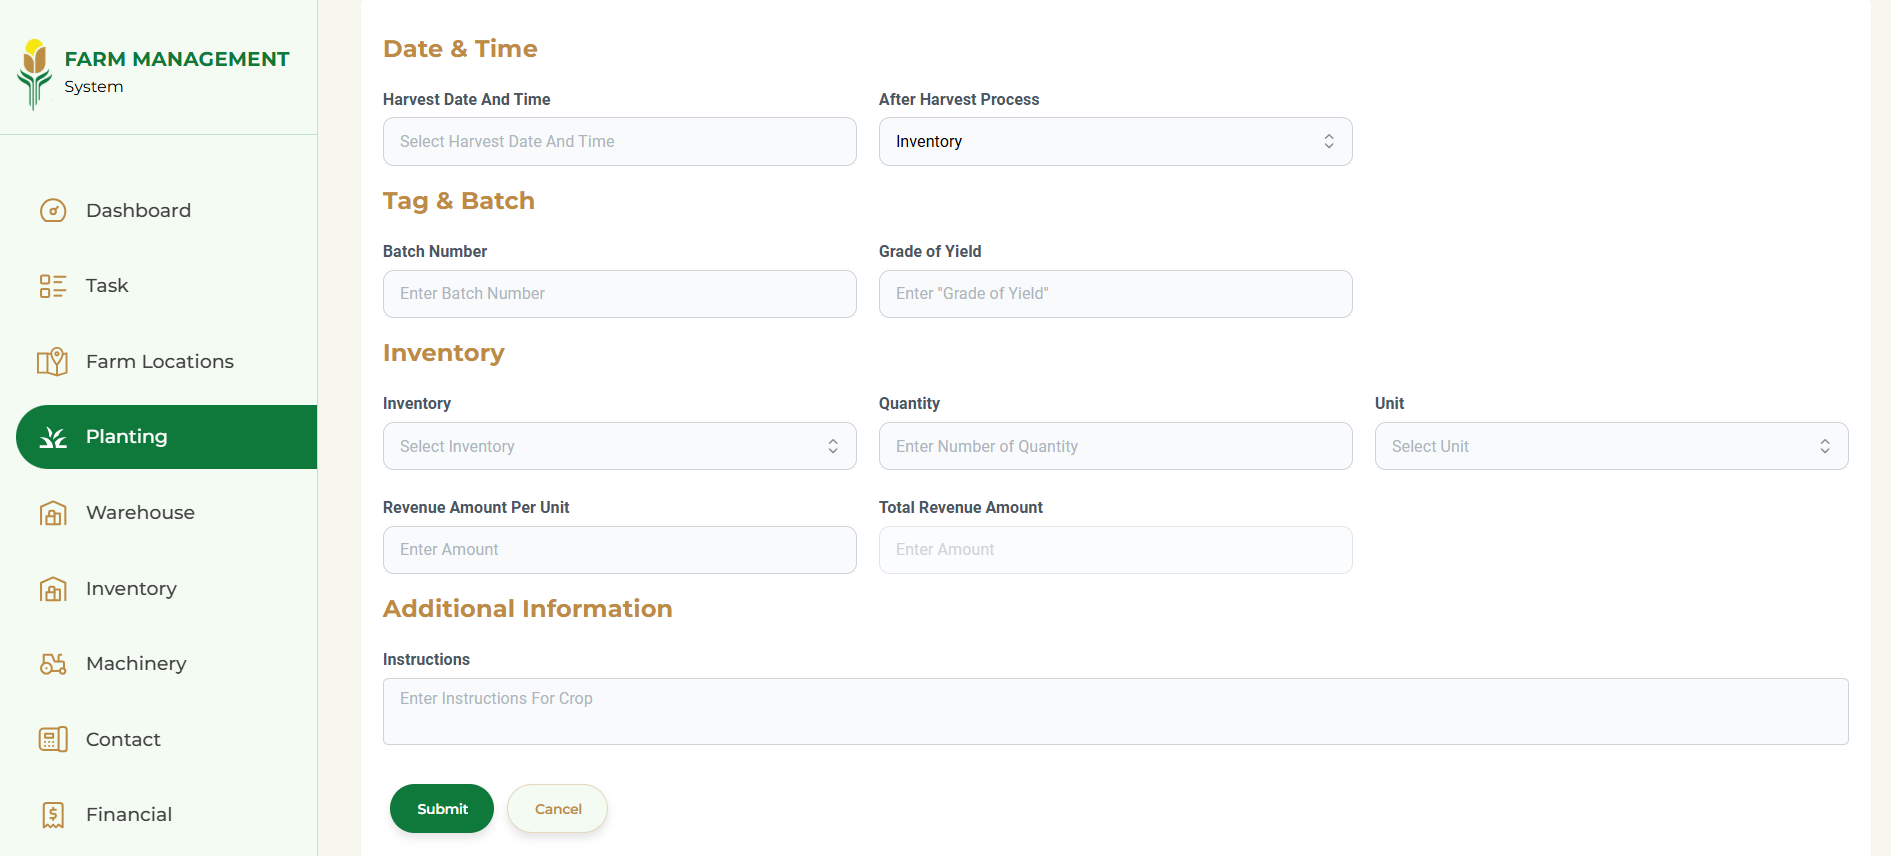 FARM MANAGEMENT
System
Dashboard
Task
Farm Locations
Planting
Warehouse
Inventory
Machinery
Contact
Financial
Date & Time
Harvest Date And Time
After Harvest Process
Select Harvest Date And Time
Inventory
Tag & Batch
Batch Number
Grade of Yield
Enter Batch Number
Enter "Grade of Yield"
Inventory
Inventory
Quantity
Unit
Select Inventory
Enter Number of Quantity
Select Unit
Revenue Amount Per Unit
Total Revenue Amount
Enter Amount
Enter Amount
Additional Information
Instructions
Enter Instructions For Crop
Submit
Cancel